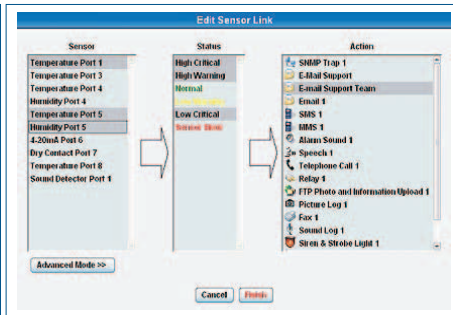 Edit Sensor Link
Sensor
Temperature Port 1
Temperature Port 3
Temperature Port 4
Humidity Port 4
Temperature Port 5
Humidity Port 5
4-20mA Port 6
Dry Contact Port 7
Temperature Port 8
Sound Detector Port 1
Advanced Mode >>
Status
High Critical
High Warning
Normal
Low Critical
Action
SNMP Trap 1
E-Mail Support
E-mail Support Team
Email 1
SMS 1
MMS 1
Alarm Sound 1
Speech 1
Telephone Call 1
Relay 1
FTP Photo and Information Upload 1
Picture Log 1
Fax 1
Sound Log 1
Siren & Strobe Light 1
Cancel
Finish